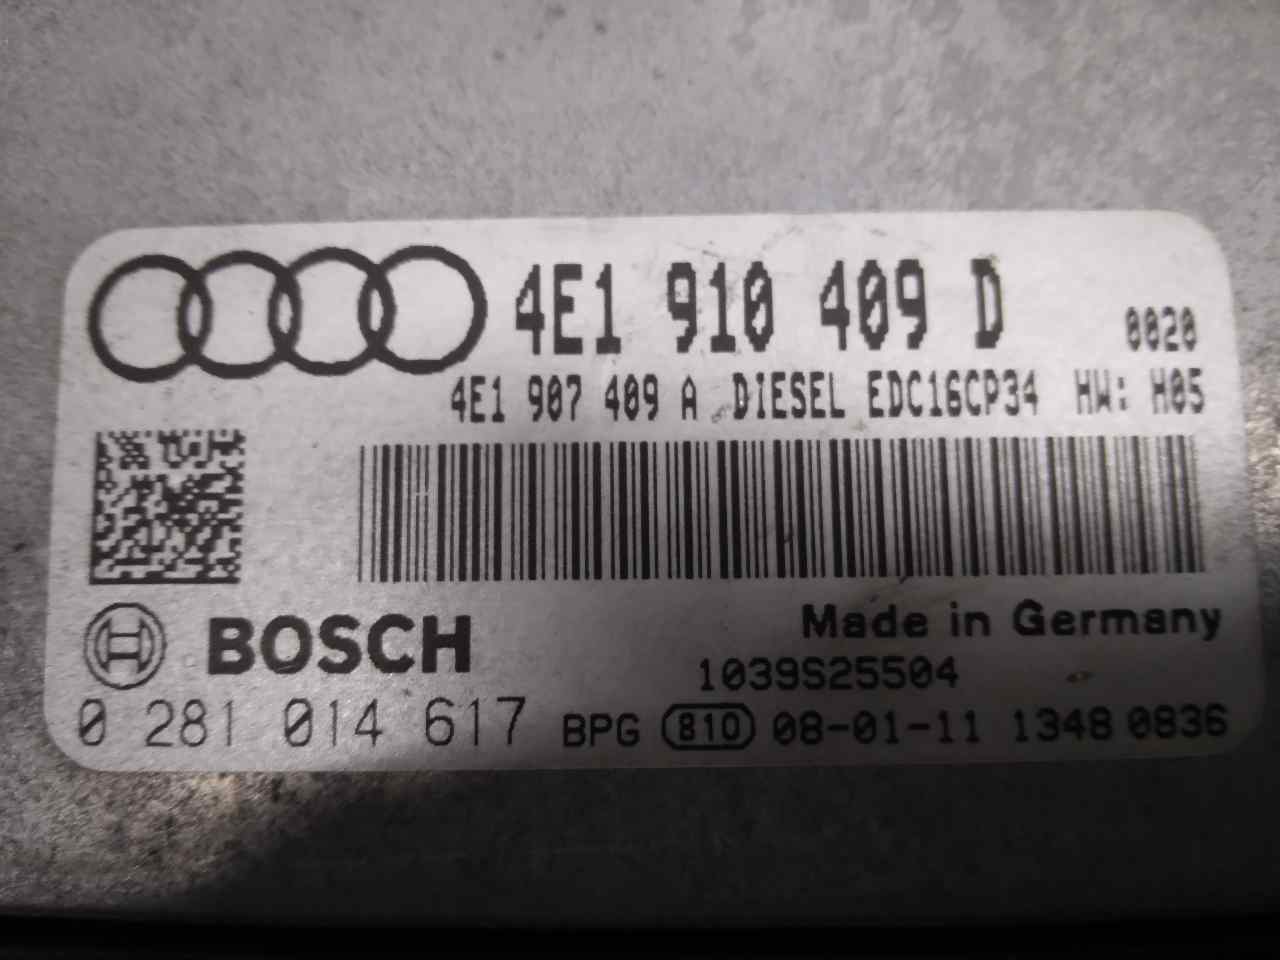 4E1 910 409 D 0020
4E1 907 409 A DIESEL EDC16CP34 HW: H05
BOSCH
Made in Germany
1039S25504
0 281 014 617 BPG 810 08-01-11 1348 0836